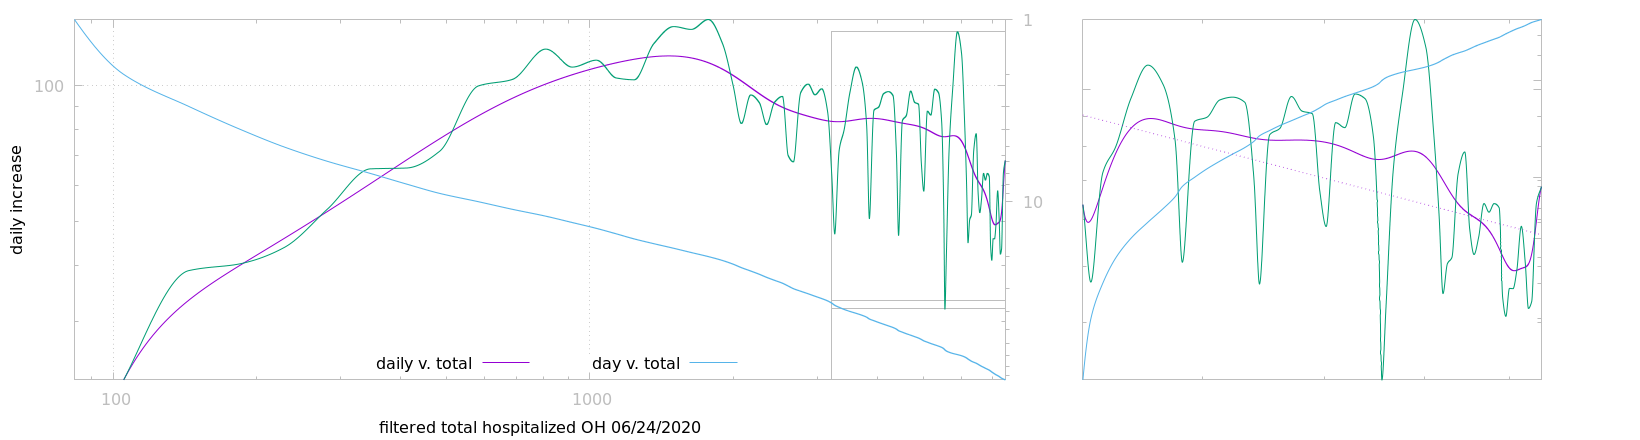 1
100
10
daily increase
daily v. total
day v. total
100
1000
filtered total hospitalized OH 06/24/2020